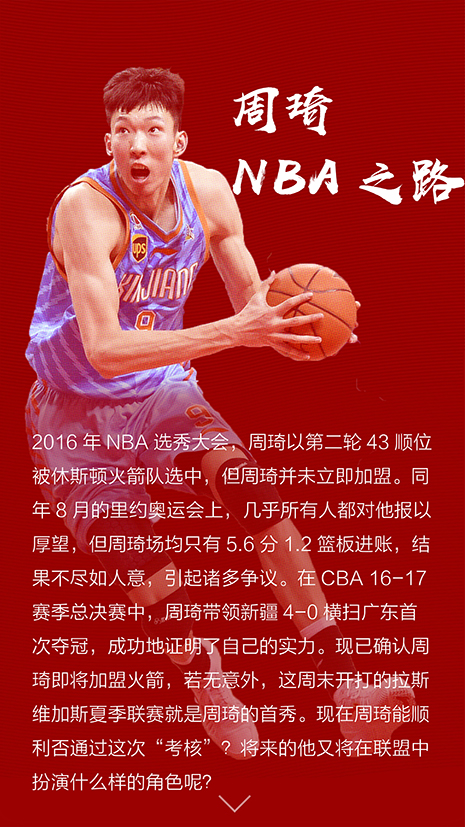 周琦
NBA 之路
ups
XINJIANG
9
2016 年 NBA 选秀大会，周琦以第二轮 43 顺位
被休斯顿火箭队选中，但周琦并未立即加盟。同
年 8 月的里约奥运会上，几乎所有人都对他报以
厚望，但周琦场均只有 5.6 分 1.2 篮板进账，结
果不尽如人意，引起诸多争议。在 CBA 16-17
赛季总决赛中，周琦带领新疆 4-0 横扫广东首
次夺冠，成功地证明了自己的实力。现已确认周
琦即将加盟火箭，若无意外，这周末开打的拉斯
维加斯夏季联赛就是周琦的首秀。现在周琦能顺
利否通过这次“考核”？将来的他又将在联盟中
扮演什么样的角色呢？